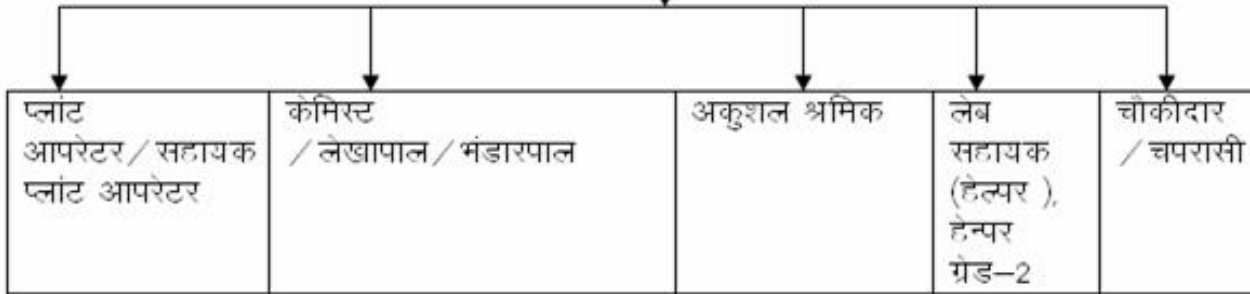 प्लांट
आपरेटर/सहायक
प्लांट आपरेटर
केमिस्ट
/लेखापाल/भंडारपाल
अकुशल श्रमिक
लेब
सहायक
(हेल्पर ),
हेन्पर
ग्रेड–2
चौकीदार
/चपरासी